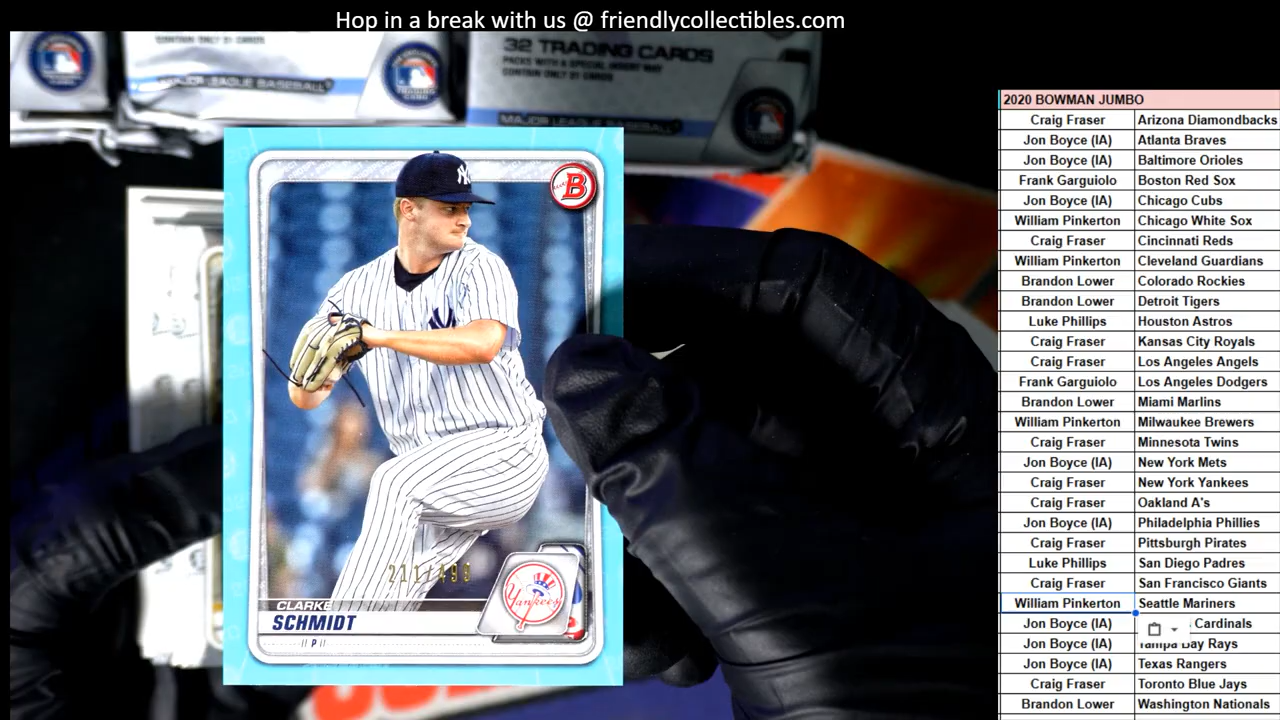 Hop in a break with us @ friendlycollectibles.com
CONTAIN ONLY 31 CARDS
MAJOR LEAGUE BASEBALL
32 TRADING CARDS
MAJOR LEAGUE BASEBALL
B
NY
211/499
Yankees
CLARKE
SCHMIDT
P
2020 BOWMAN JUMBO
Craig Fraser Arizona Diamondbacks
Jon Boyce (IA) Atlanta Braves
Jon Boyce (IA) Baltimore Orioles
Frank Garguiolo Boston Red Sox
Jon Boyce (IA) Chicago Cubs
William Pinkerton Chicago White Sox
Craig Fraser Cincinnati Reds
William Pinkerton Cleveland Guardians
Brandon Lower Colorado Rockies
Brandon Lower Detroit Tigers
Luke Phillips Houston Astros
Craig Fraser Kansas City Royals
Craig Fraser Los Angeles Angels
Frank Garguiolo Los Angeles Dodgers
Brandon Lower Miami Marlins
William Pinkerton Milwaukee Brewers
Craig Fraser Minnesota Twins
Jon Boyce (IA) New York Mets
Craig Fraser New York Yankees
Craig Fraser Oakland A's
Jon Boyce (IA) Philadelphia Phillies
Craig Fraser Pittsburgh Pirates
Luke Phillips San Diego Padres
Craig Fraser San Francisco Giants
William Pinkerton Seattle Mariners
Jon Boyce (IA) Cardinals
Jon Boyce (IA) Tampa Bay Rays
Jon Boyce (IA) Texas Rangers
Craig Fraser Toronto Blue Jays
Brandon Lower Washington Nationals